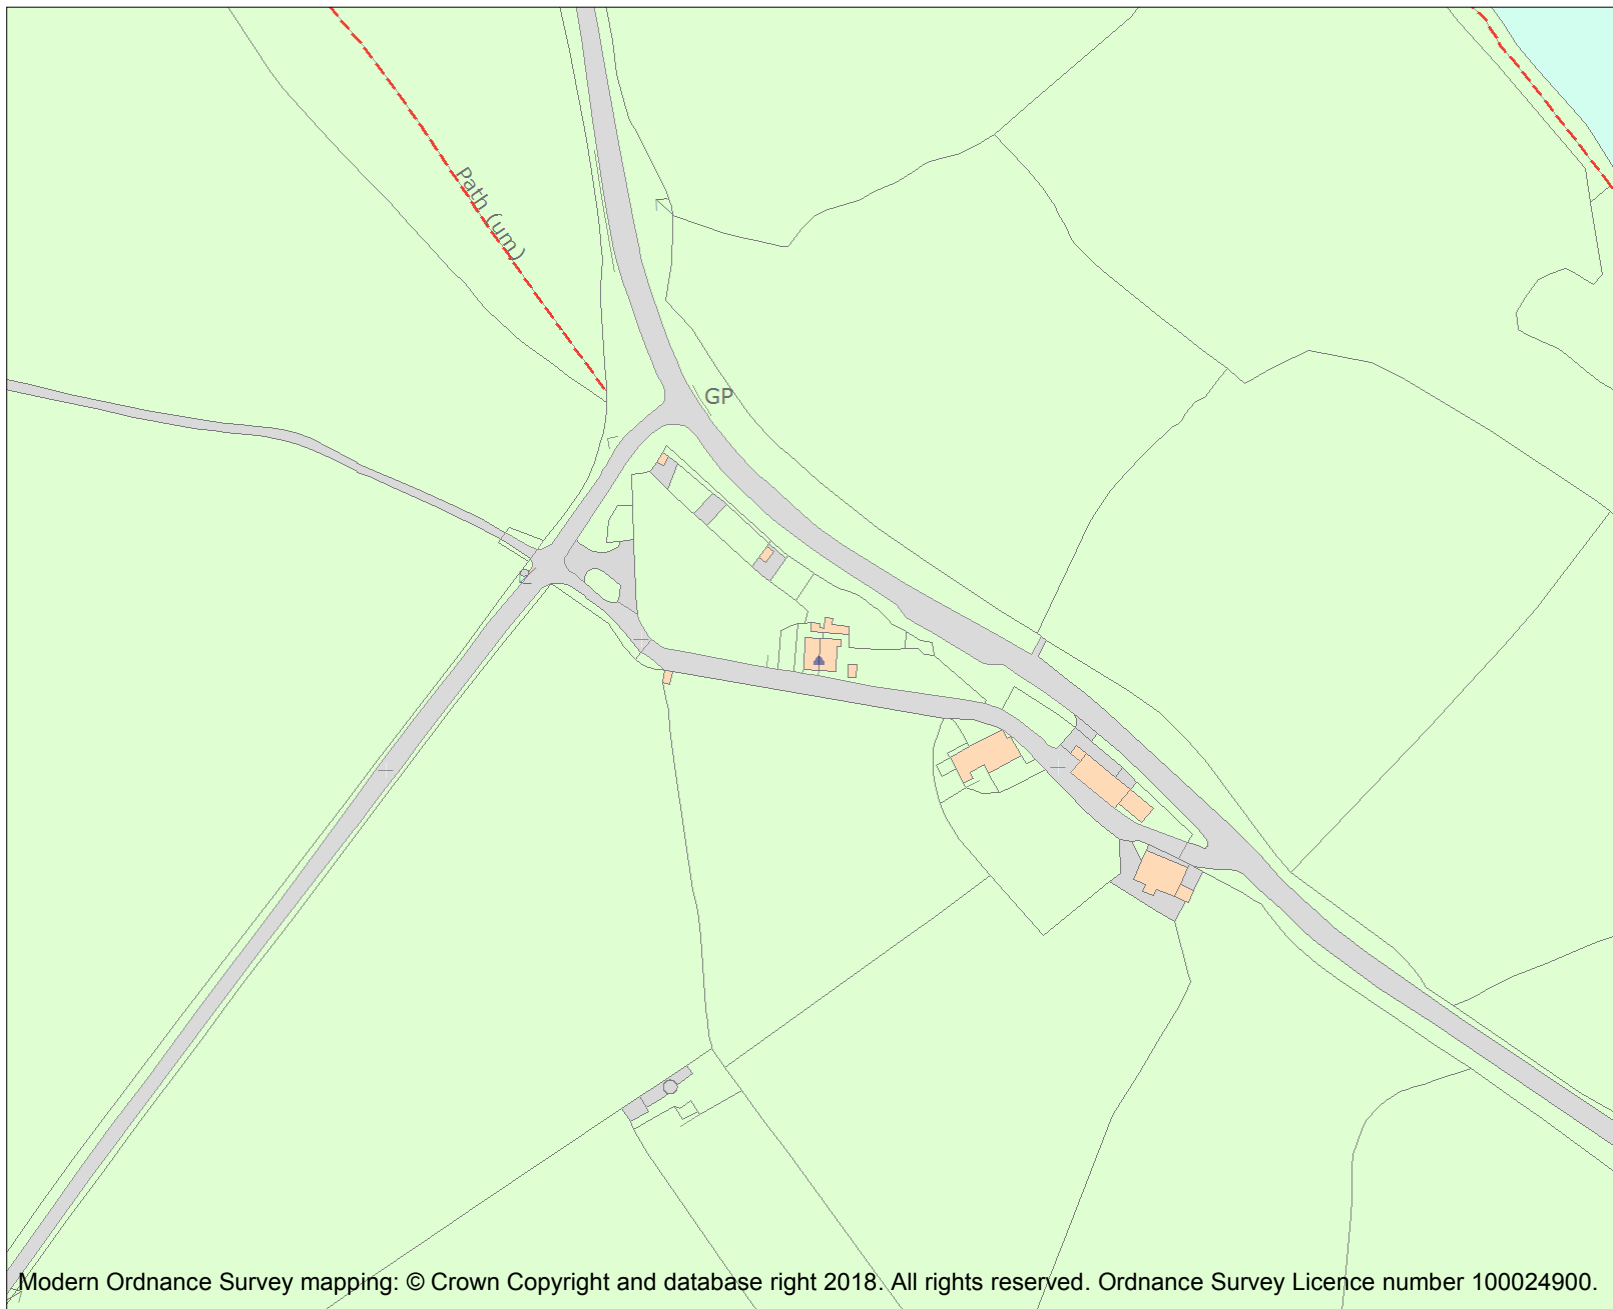 Path (um)
GP
Modern Ordnance Survey mapping: © Crown Copyright and database right 2018. All rights reserved. Ordnance Survey Licence number 100024900.